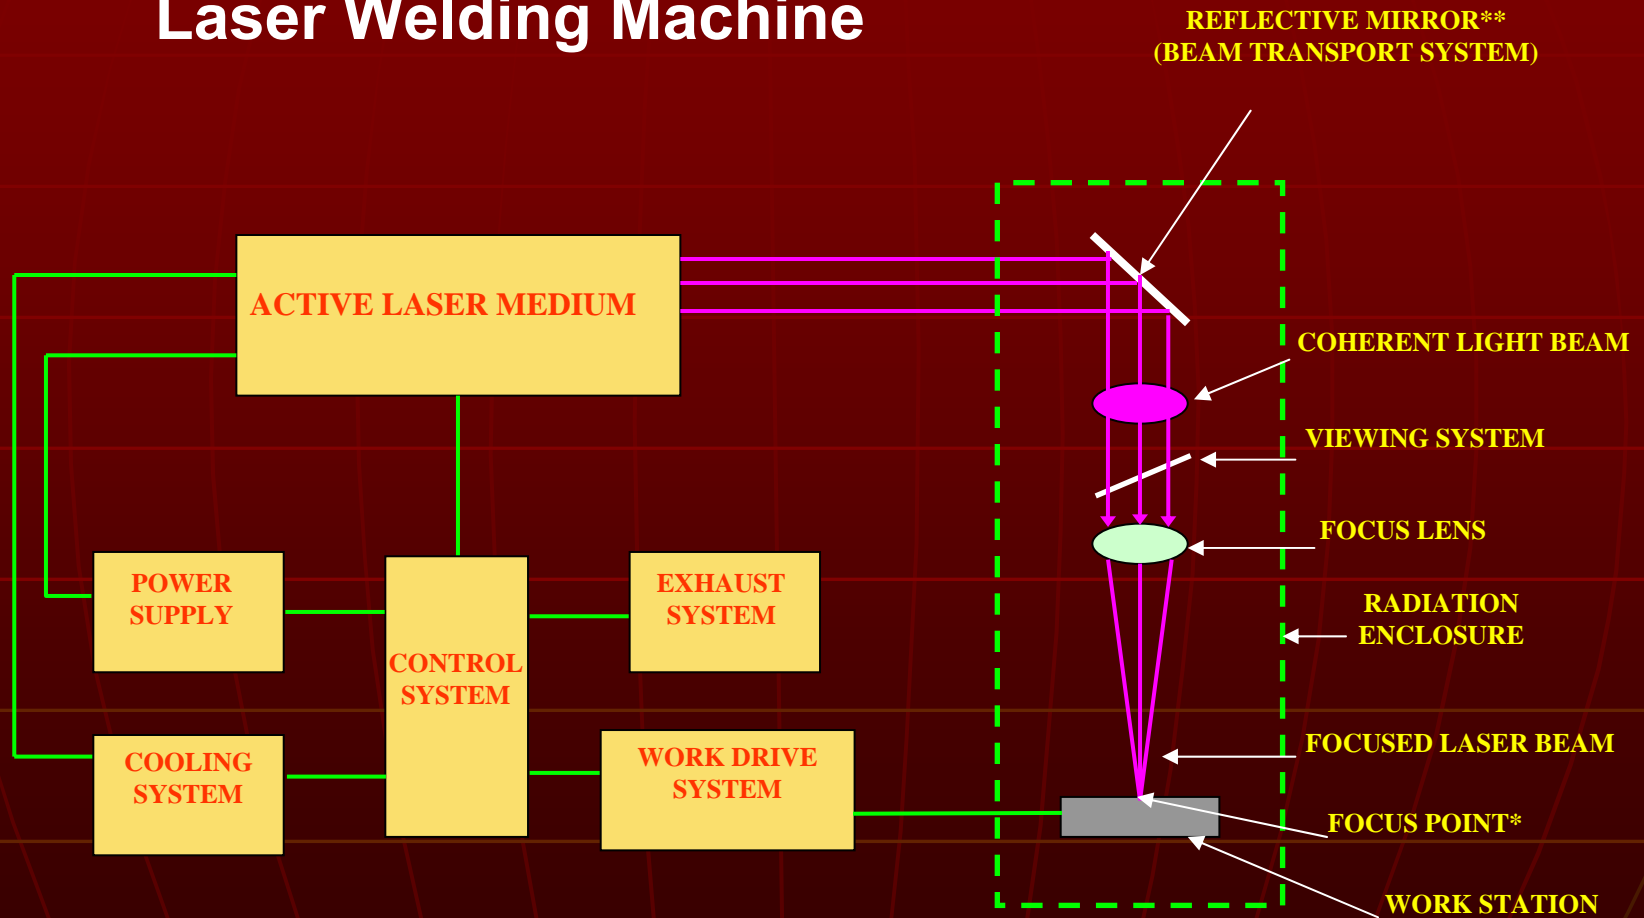 Laser Welding Machine
REFLECTIVE MIRROR**
(BEAM TRANSPORT SYSTEM)
ACTIVE LASER MEDIUM
COHERENT LIGHT BEAM
VIEWING SYSTEM
FOCUS LENS
POWER
SUPPLY
EXHAUST
SYSTEM
RADIATION
ENCLOSURE
CONTROL
SYSTEM
COOLING
SYSTEM
WORK DRIVE
SYSTEM
FOCUSED LASER BEAM
FOCUS POINT*
WORK STATION